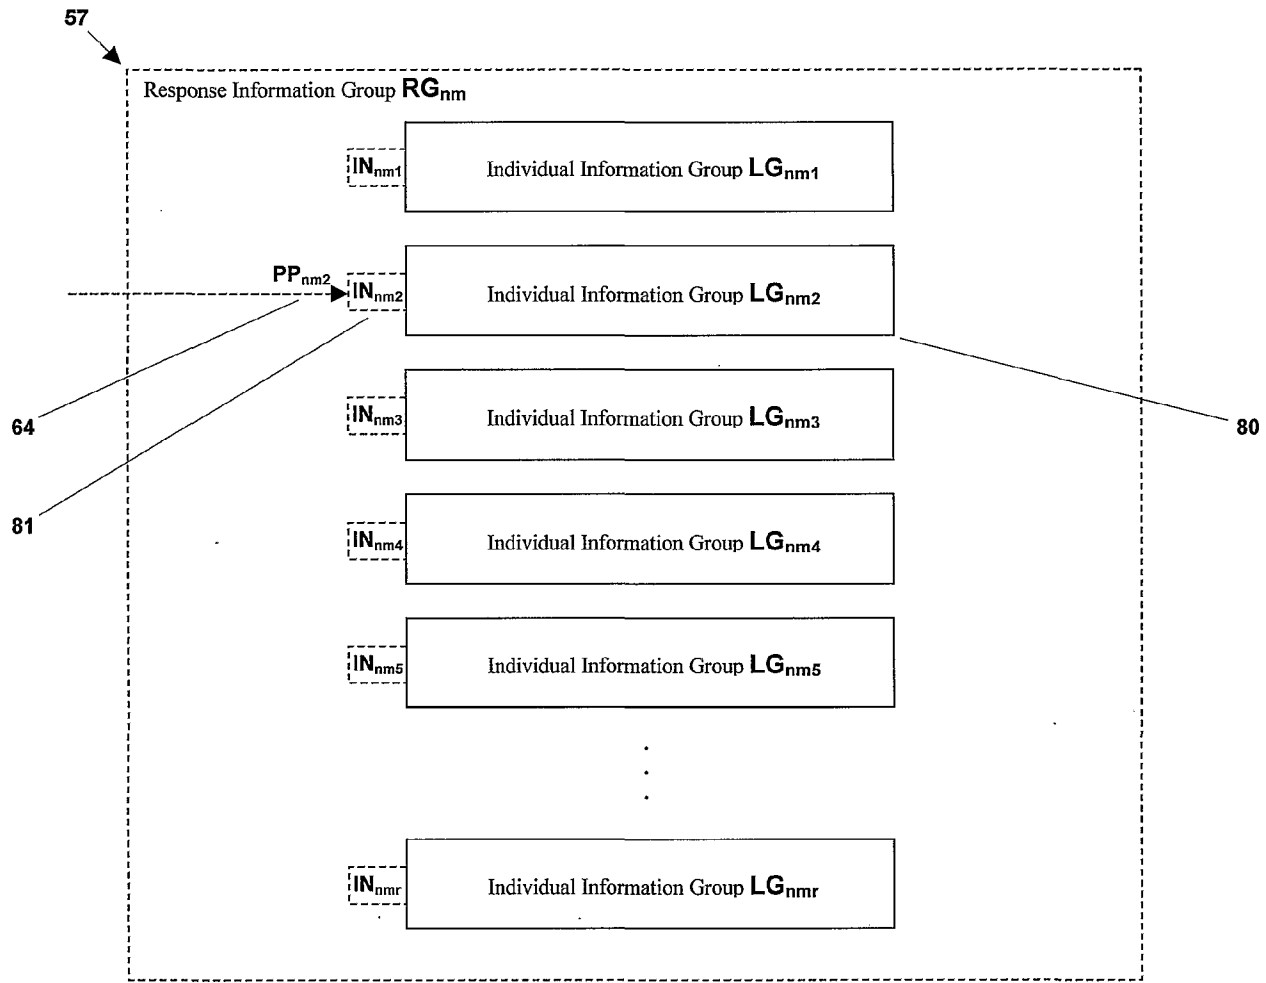 57
Response Information Group RGnm
INnm1 Individual Information Group LGnm1
PPnm2
INnm2 Individual Information Group LGnm2
INnm3 Individual Information Group LGnm3
64
80
INnm4 Individual Information Group LGnm4
81
INnm5 Individual Information Group LGnm5
INnmr Individual Information Group LGnmr